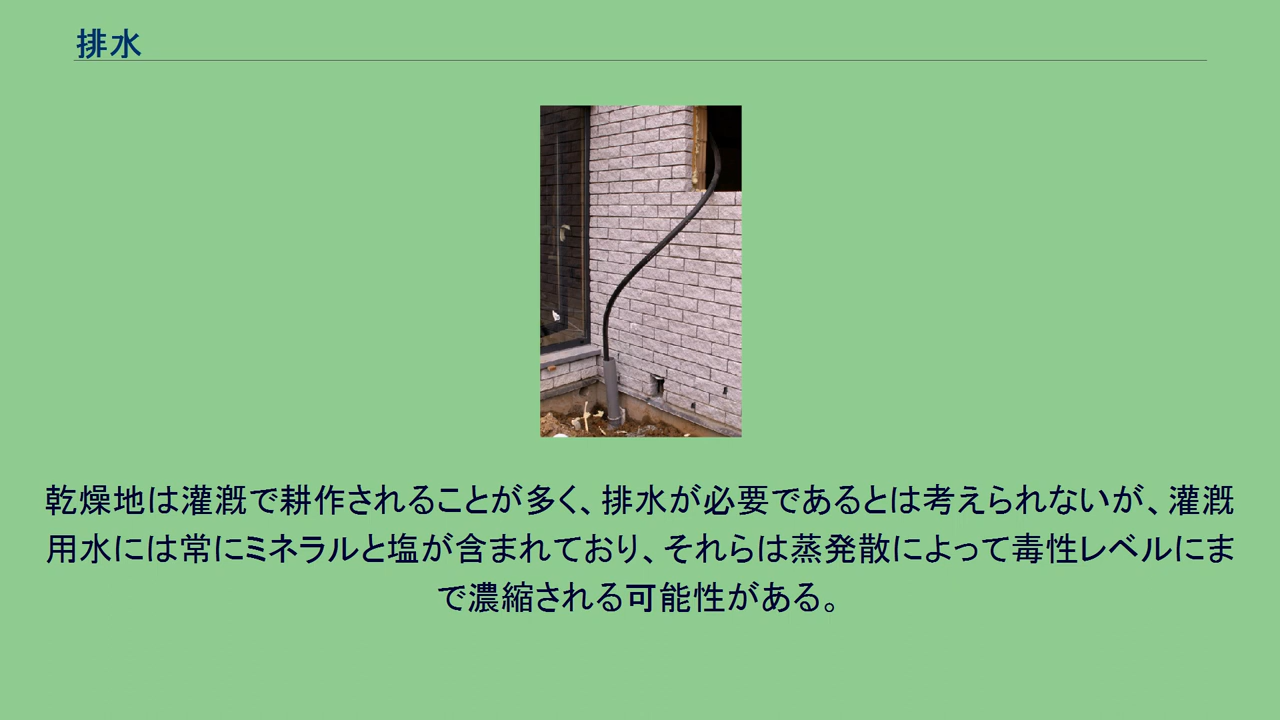 排水
乾燥地は灌漑で耕作されることが多く、排水が必要であるとは考えられないが、灌漑
用水には常にミネラルと塩が含まれており、それらは蒸発散によって毒性レベルにま
で濃縮される可能性がある。